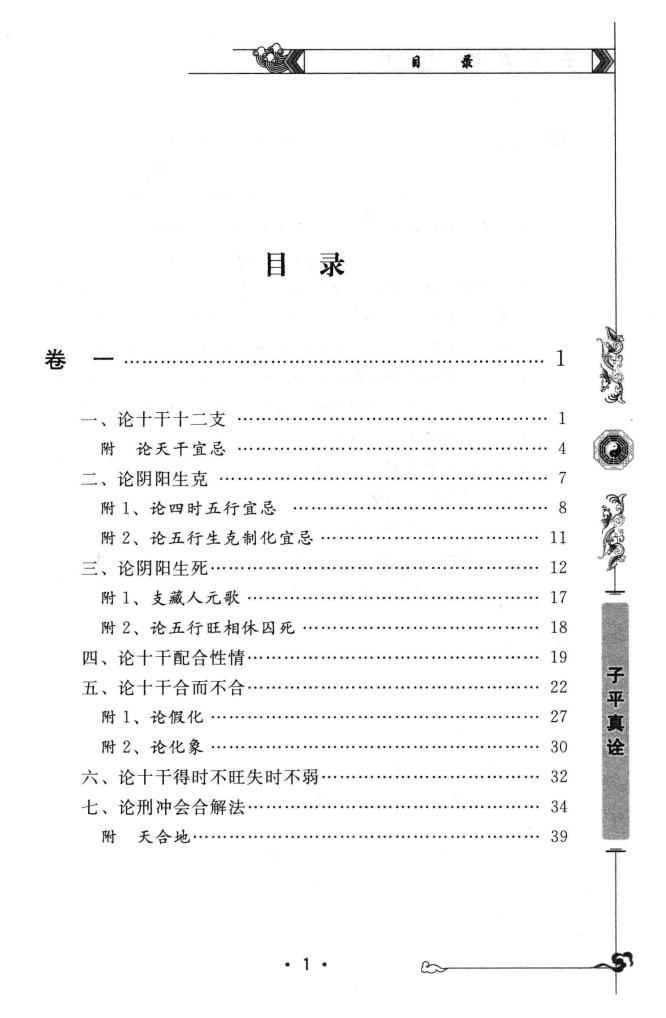 目 录
目 录
卷 一 …… 1
一、论十干十二支 …… 1
附 论天干宜忌 …… 4
二、论阴阳生克 …… 7
附1、论四时五行宜忌 …… 8
附2、论五行生克制化宜忌 …… 11
三、论阴阳生死 …… 12
附1、支藏人元歌 …… 17
附2、论五行旺相休囚死 …… 18
四、论十干配合性情 …… 19
五、论十干合而不合 …… 22
附1、论假化 …… 27
附2、论化象 …… 30
六、论十干得时不旺失时不弱 …… 32
七、论刑冲会合解法 …… 34
附 天合地 …… 39
子平真诠
• 1 •